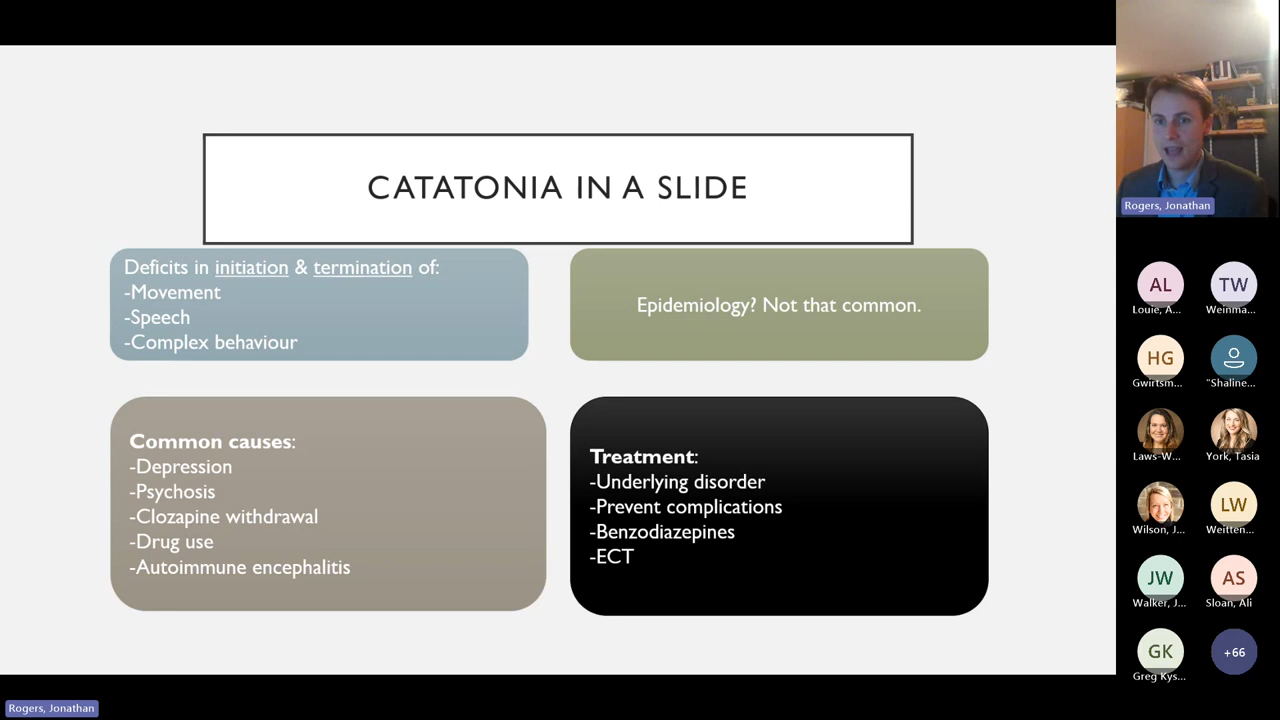 CATATONIA IN A SLIDE
Deficits in initiation & termination of:
-Movement
-Speech
-Complex behaviour
Epidemiology? Not that common.
Common causes:
-Depression
-Psychosis
-Clozapine withdrawal
-Drug use
-Autoimmune encephalitis
Treatment:
-Underlying disorder
-Prevent complications
-Benzodiazepines
-ECT
Rogers, Jonathan
AL
TW
Louie, A...
Weinma...
HG
Gwirtsm...
"Shaline...
Laws-W...
York, Tasia
LW
Wilson, J...
Weitten...
JW
AS
Walker, J...
Sloan, Ali
GK
+66
Greg Kys...
Rogers, Jonathan